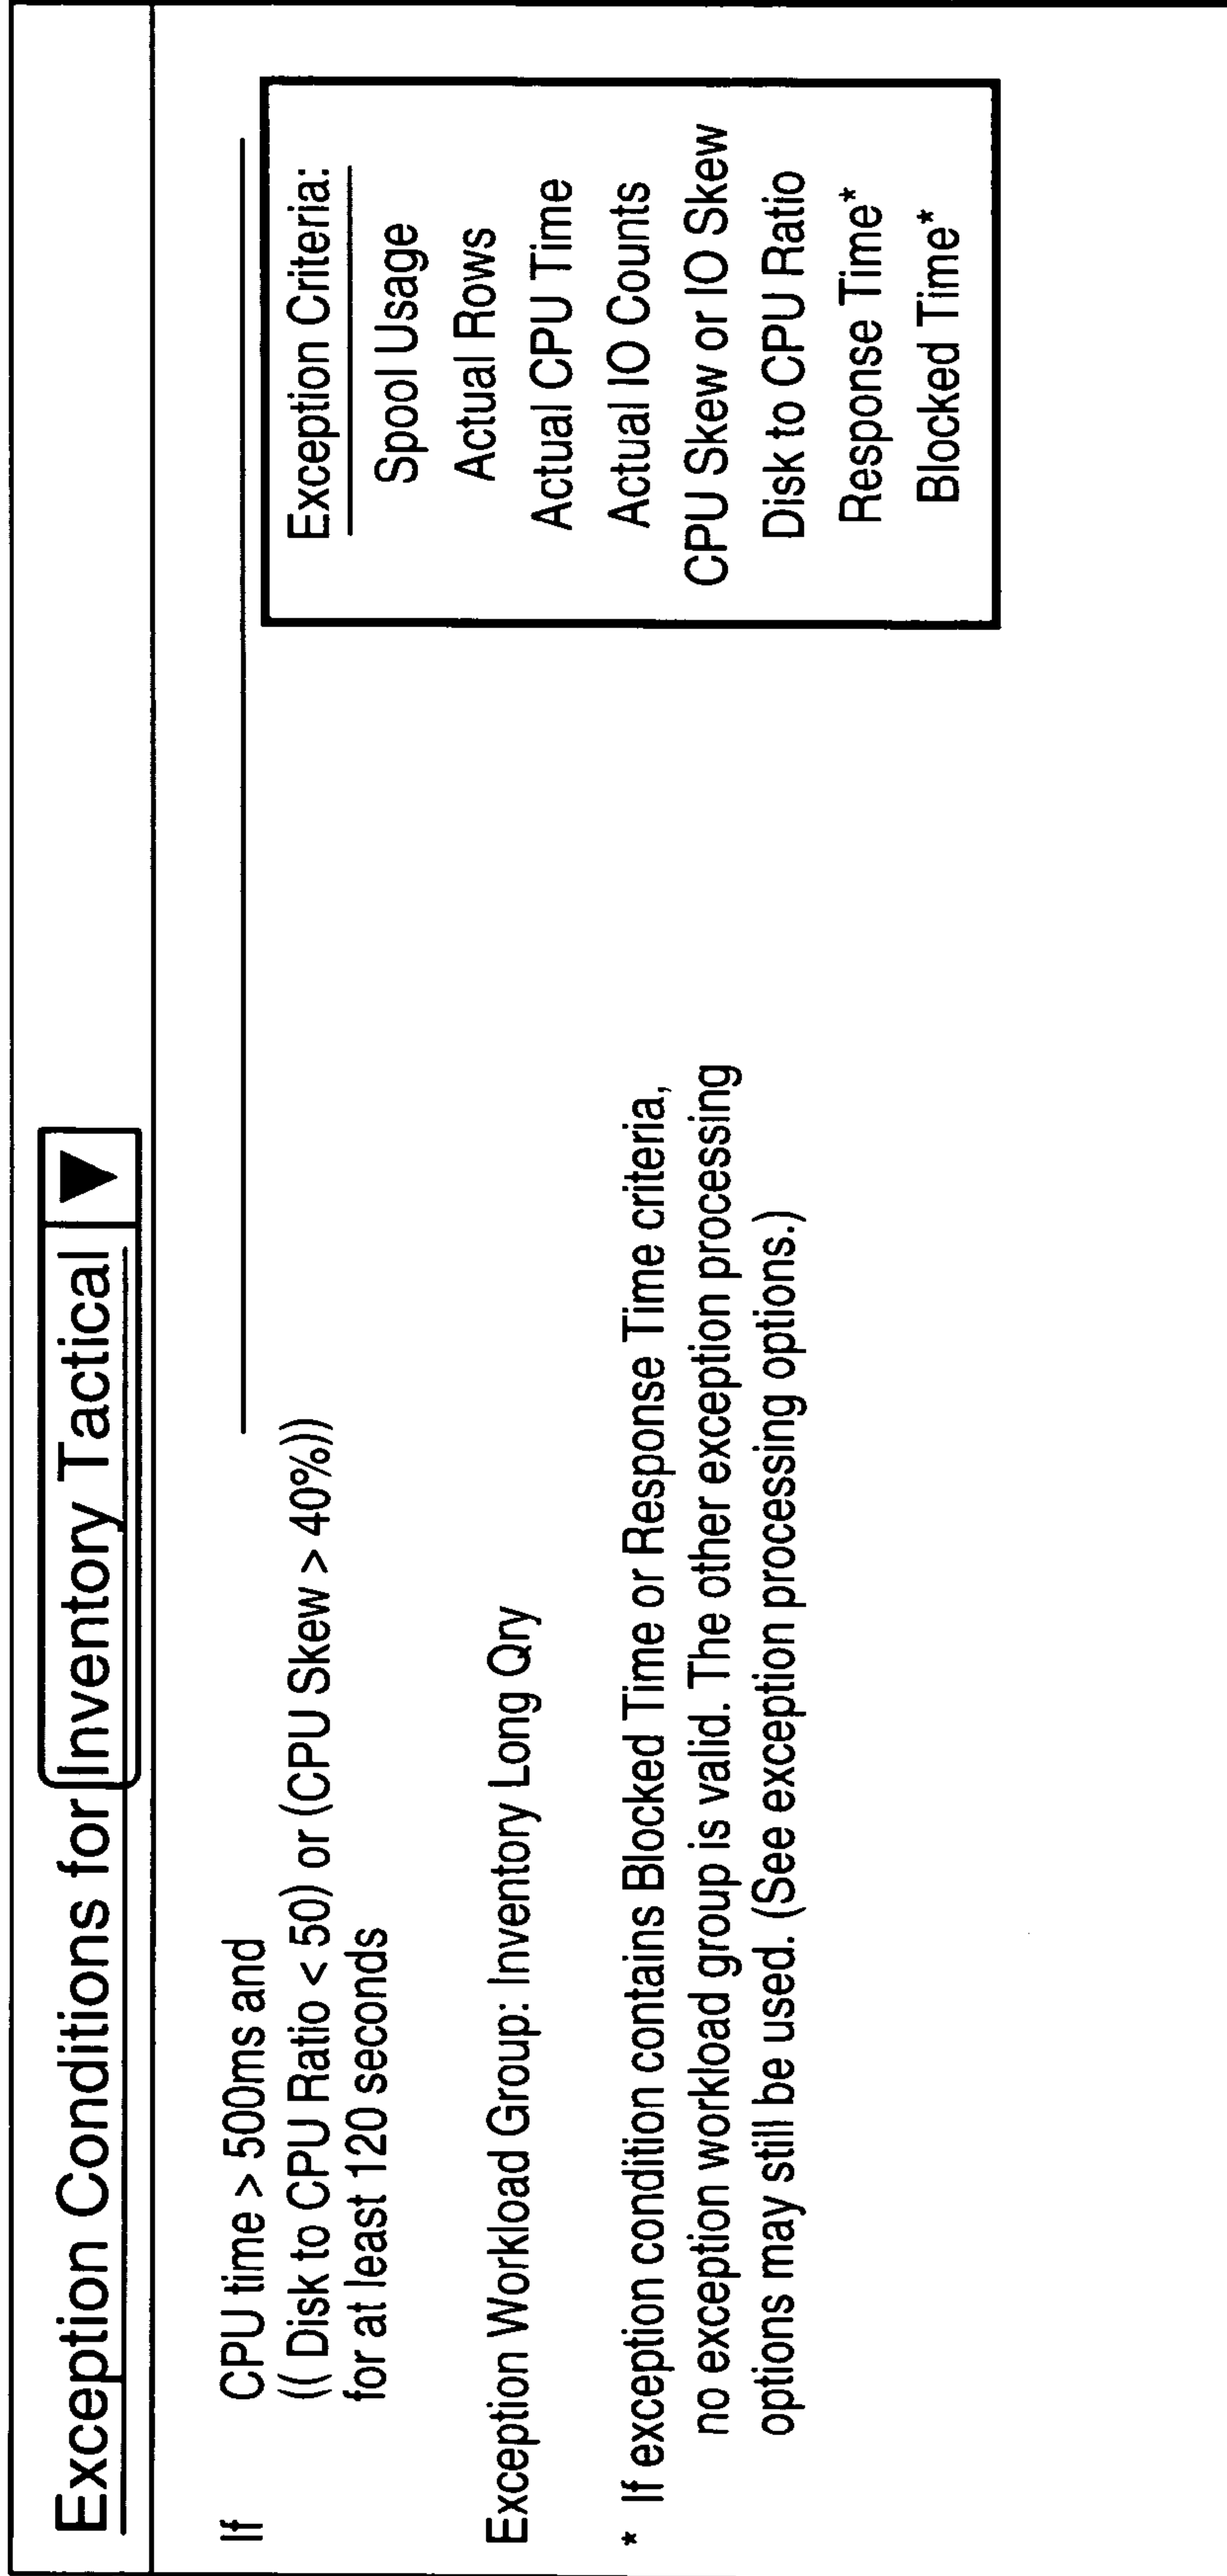 Exception Conditions for Inventory Tactical
If CPU time > 500ms and
(( Disk to CPU Ratio < 50) or (CPU Skew > 40%))
for at least 120 seconds
Exception Workload Group: Inventory Long Qry
* If exception condition contains Blocked Time or Response Time criteria,
no exception workload group is valid. The other exception processing
options may still be used. (See exception processing options.)
Exception Criteria:
Spool Usage
Actual Rows
Actual CPU Time
Actual IO Counts
CPU Skew or IO Skew
Disk to CPU Ratio
Response Time*
Blocked Time*